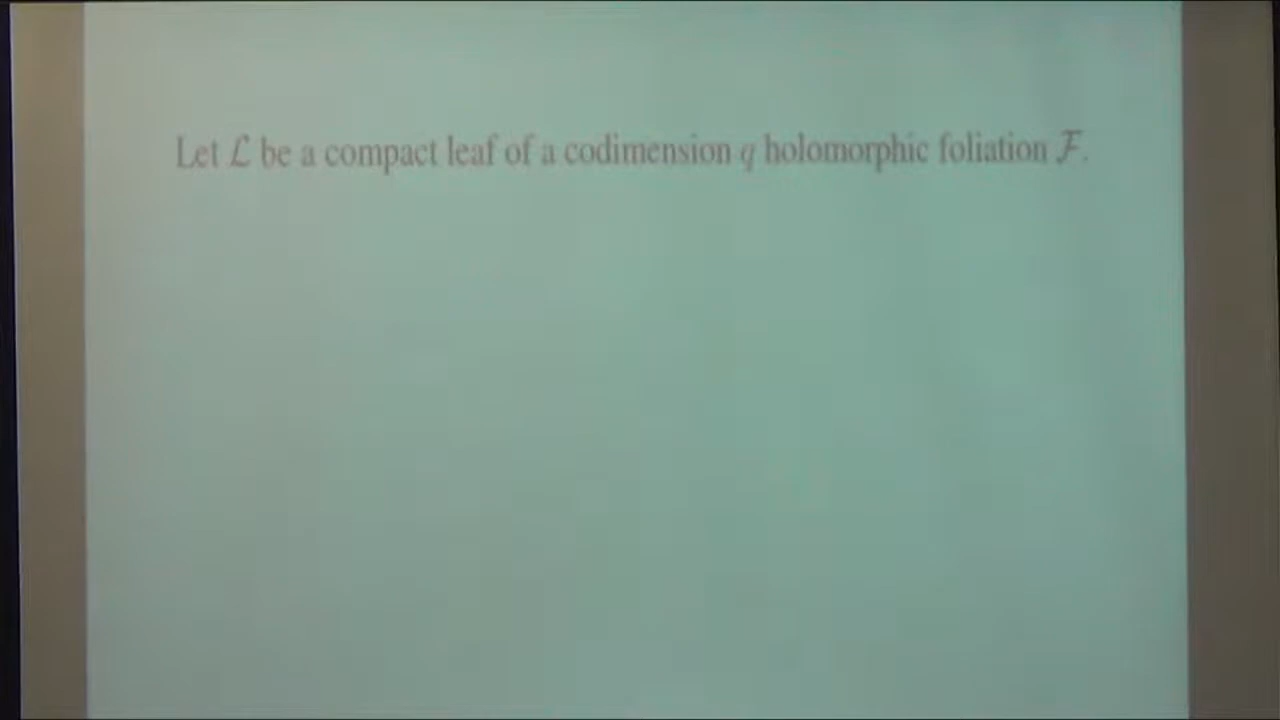 Let ℒ be a compact leaf of a codimension q holomorphic foliation ℱ.